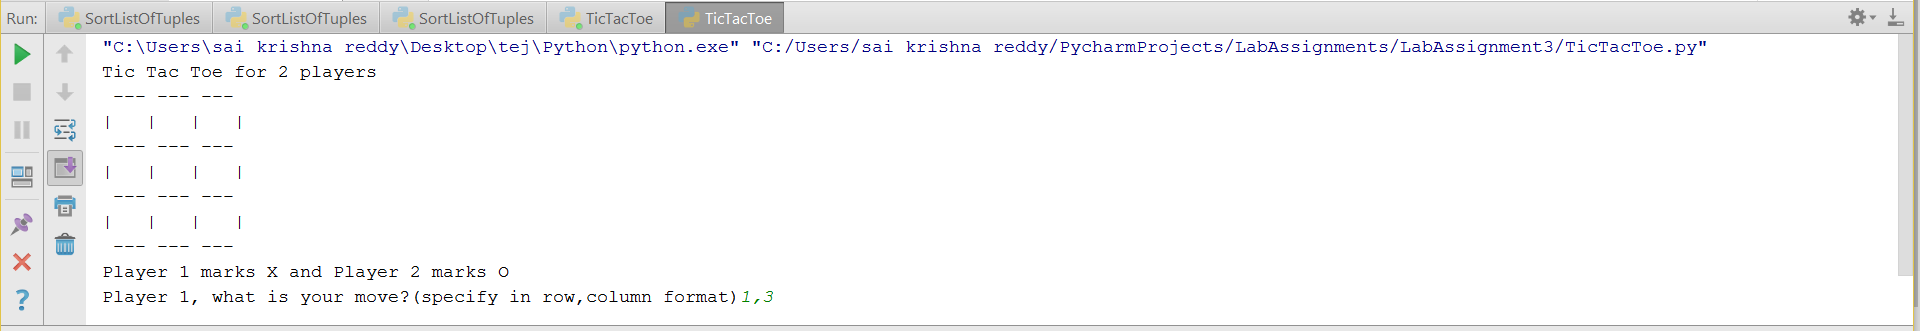 Run: SortListOfTuples SortListOfTuples SortListOfTuples TicTacToe TicTacToe
"C:\Users\sai krishna reddy\Desktop\tej\Python\python.exe" "C:/Users/sai krishna reddy/PycharmProjects/LabAssignments/LabAssignment3/TicTacToe.py"
Tic Tac Toe for 2 players
 --- --- ---
|   |   |   |
 --- --- ---
|   |   |   |
 --- --- ---
|   |   |   |
 --- --- ---
Player 1 marks X and Player 2 marks O
Player 1, what is your move?(specify in row,column format)1,3